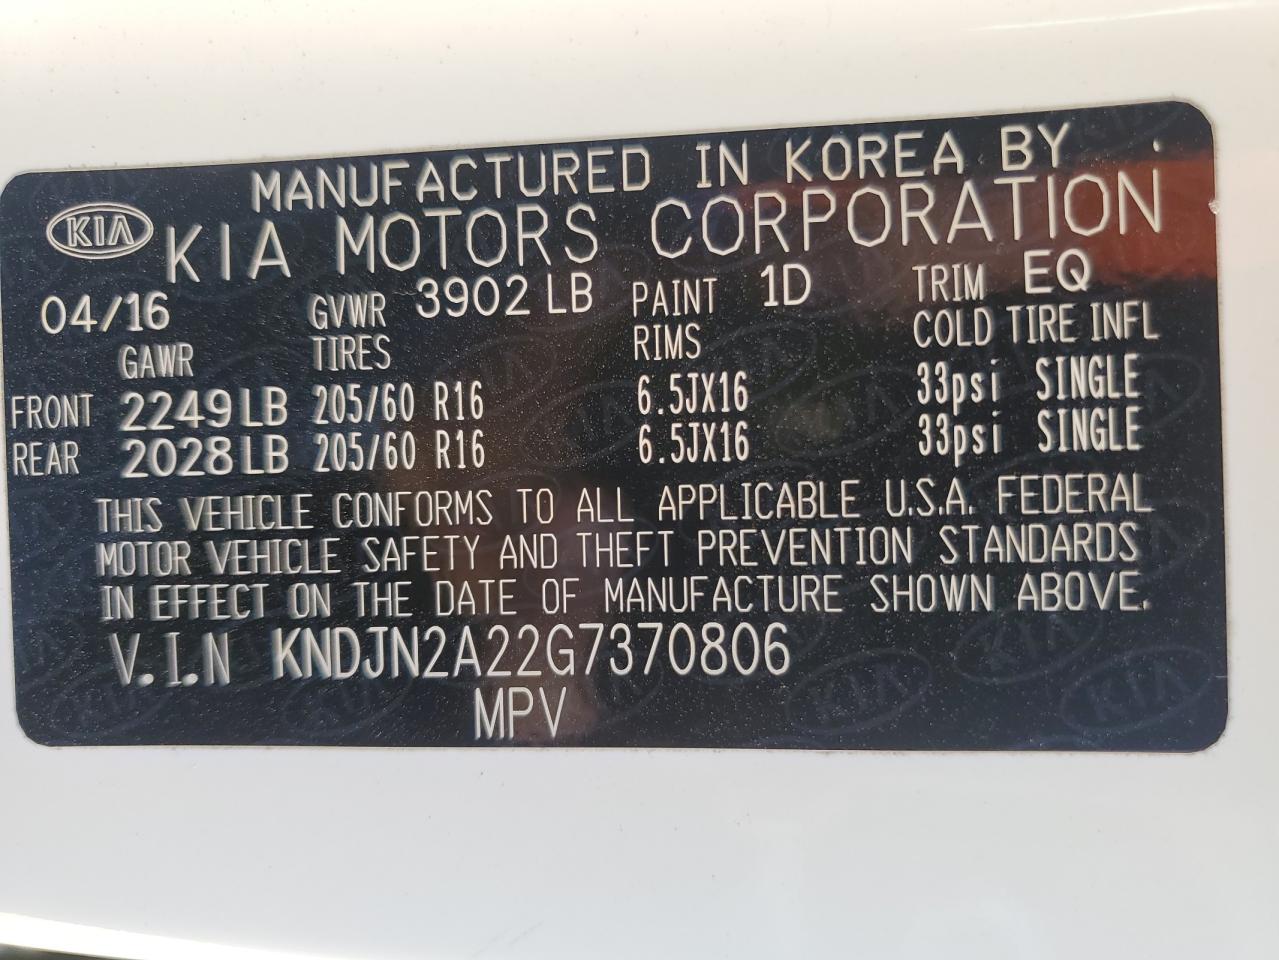 MANUFACTURED IN KOREA BY
KIA KIA MOTORS CORPORATION
04/16 GVWR 3902 LB PAINT 1D TRIM EQ
GAWR TIRES RIMS COLD TIRE INFL
FRONT 2249 LB 205/60 R16 6.5JX16 33psi SINGLE
REAR 2028 LB 205/60 R16 6.5JX16 33psi SINGLE
THIS VEHICLE CONFORMS TO ALL APPLICABLE U.S.A. FEDERAL
MOTOR VEHICLE SAFETY AND THEFT PREVENTION STANDARDS
IN EFFECT ON THE DATE OF MANUFACTURE SHOWN ABOVE.
V.I.N KNDJN2A22G7370806
MPV